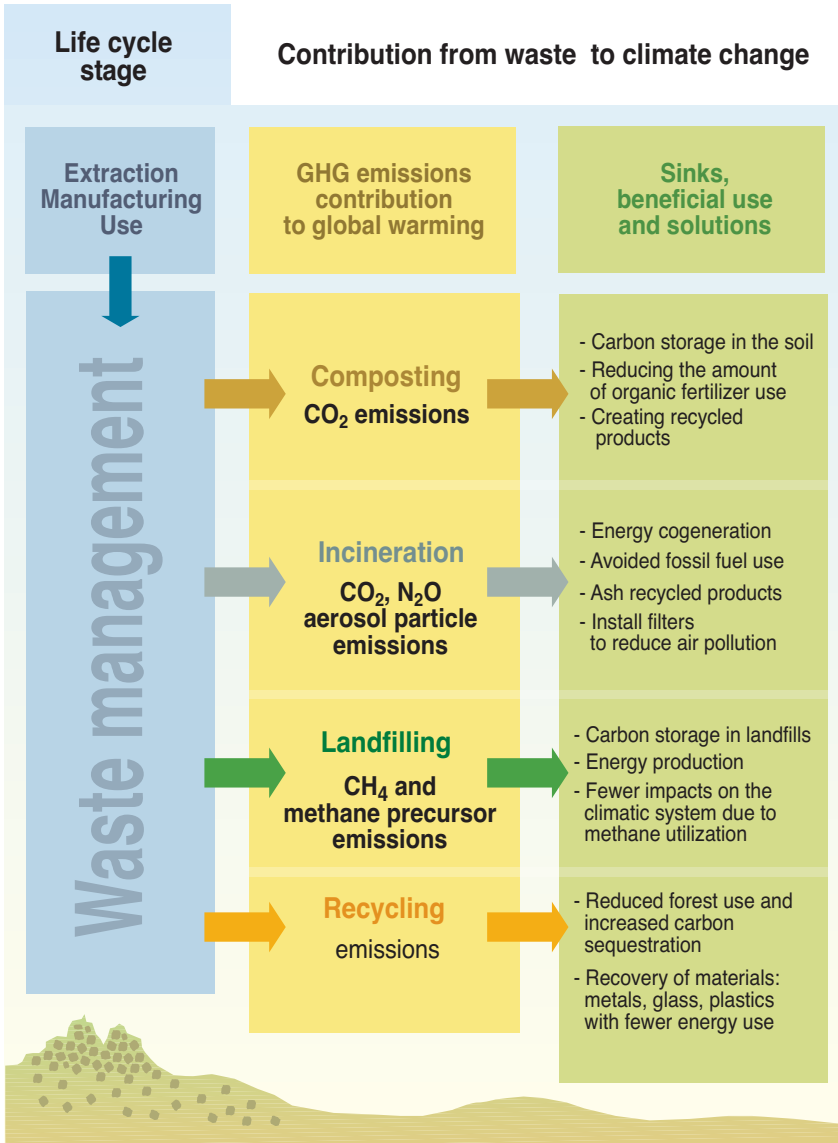 Life cycle
stage
Contribution from waste to climate change
Extraction
Manufacturing
Use
GHG emissions
contribution
to global warming
Sinks,
beneficial use
and solutions
Waste management
Composting
CO₂ emissions
- Carbon storage in the soil
- Reducing the amount
of organic fertilizer use
- Creating recycled
products
Incineration
CO₂, N₂O
aerosol particle
emissions
- Energy cogeneration
- Avoided fossil fuel use
- Ash recycled products
- Install filters
to reduce air pollution
Landfilling
CH₄ and
methane precursor
emissions
- Carbon storage in landfills
- Energy production
- Fewer impacts on the
climatic system due to
methane utilization
Recycling
emissions
- Reduced forest use and
increased carbon
sequestration
- Recovery of materials:
metals, glass, plastics
with fewer energy use